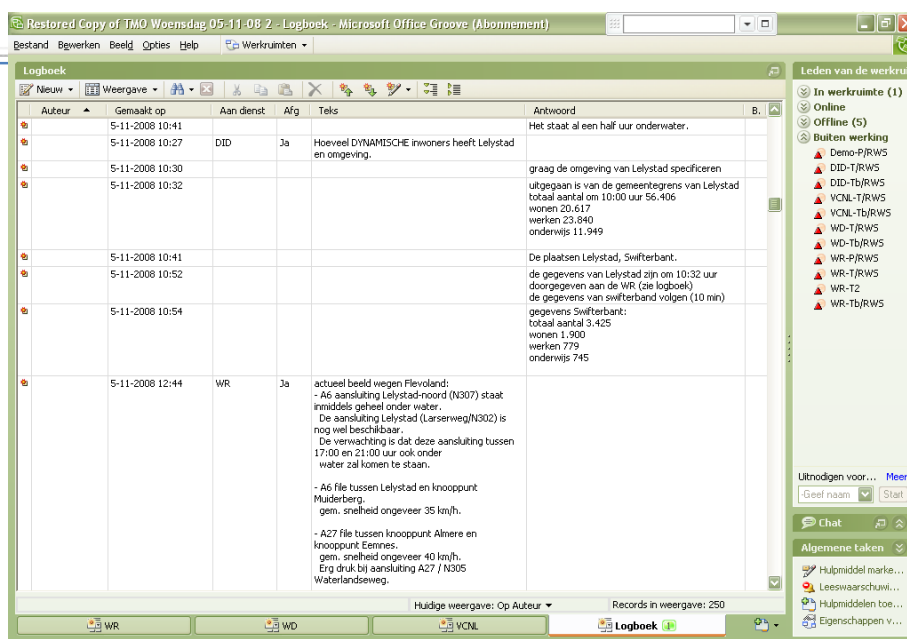 Restored Copy of TMO Woensdag 05-11-08 2 - Logboek - Microsoft Office Groove (Abonnement)
Bestand Bewerken Beeld Opties Help Werkruimten
Logboek
Nieuw Weergave
Auteur Gemaakt op Aan dienst Afg Teks Antwoord B.
5-11-2008 10:41 Het staat al een half uur onderwater.
5-11-2008 10:27 DID Ja Hoeveel DYNAMISCHE inwoners heeft Lelystad
en omgeving.
5-11-2008 10:30 graag de omgeving van Lelystad specificeren
5-11-2008 10:32 uitgegaan is van de gemeentegrens van Lelystad
totaal aantal om 10:00 uur 56.406
wonen 20.617
werken 23.840
onderwijs 11.949
5-11-2008 10:41 De plaatsen Lelystad, Swifterbant.
5-11-2008 10:52 de gegevens van Lelystad zijn om 10:32 uur
doorgegeven aan de WR (zie logboek)
de gegevens van swifterband volgen (10 min)
5-11-2008 10:54 gegevens Swifterbant:
totaal aantal 3.425
wonen 1.900
werken 779
onderwijs 745
5-11-2008 12:44 WR Ja actueel beeld wegen Flevoland:
- A6 aansluiting Lelystad-noord (N307) staat
inmiddels geheel onder water.
De aansluiting Lelystad (Larserweg/N302) is
nog wel beschikbaar.
De verwachting is dat deze aansluiting tussen
17:00 en 21:00 uur ook onder
water zal komen te staan.
- A6 file tussen Lelystad en knooppunt
Muiderberg.
gem. snelheid ongeveer 35 km/h.
- A27 file tussen knooppunt Almere en
knooppunt Eemnes.
gem. snelheid ongeveer 40 km/h.
Erg druk bij aansluiting A27 / N305
Waterlandseweg.
Huidige weergave: Op Auteur Records in weergave: 250
WR WD VCNL Logboek
Leden van de werkrui
In werkruimte (1)
Online
Offline (5)
Buiten werking
Demo-P/RWS
DID-T/RWS
DID-Tb/RWS
VCNL-T/RWS
VCNL-Tb/RWS
WD-T/RWS
WD-Tb/RWS
WR-P/RWS
WR-T/RWS
WR-T2
WR-Tb/RWS
Uitnodigen voor... Meer
-Geef naam Start
Chat
Algemene taken
Hulpmiddel marke...
Leeswaarschuwi...
Hulpmiddelen toe...
Eigenschappen v...